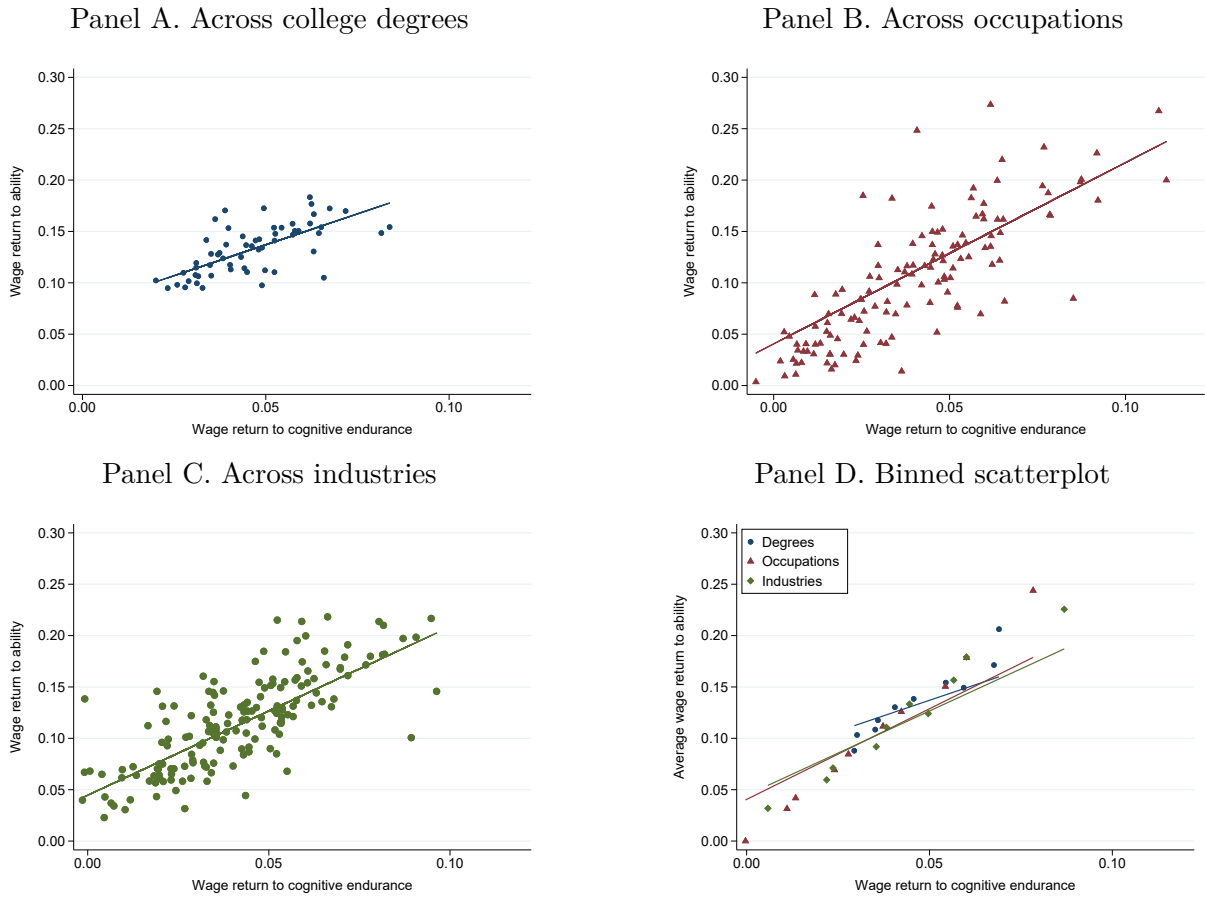 Panel A. Across college degrees
0.30
0.25
0.20
0.15
0.10
0.05
0.00
Wage return to ability
0.00 0.05 0.10
Wage return to cognitive endurance
Panel B. Across occupations
0.30
0.25
0.20
0.15
0.10
0.05
0.00
Wage return to ability
0.00 0.05 0.10
Wage return to cognitive endurance
Panel C. Across industries
0.30
0.25
0.20
0.15
0.10
0.05
0.00
Wage return to ability
0.00 0.05 0.10
Wage return to cognitive endurance
Panel D. Binned scatterplot
0.30
0.25
0.20
0.15
0.10
0.05
0.00
Average wage return to ability
Degrees
Occupations
Industries
0.00 0.05 0.10
Wage return to cognitive endurance